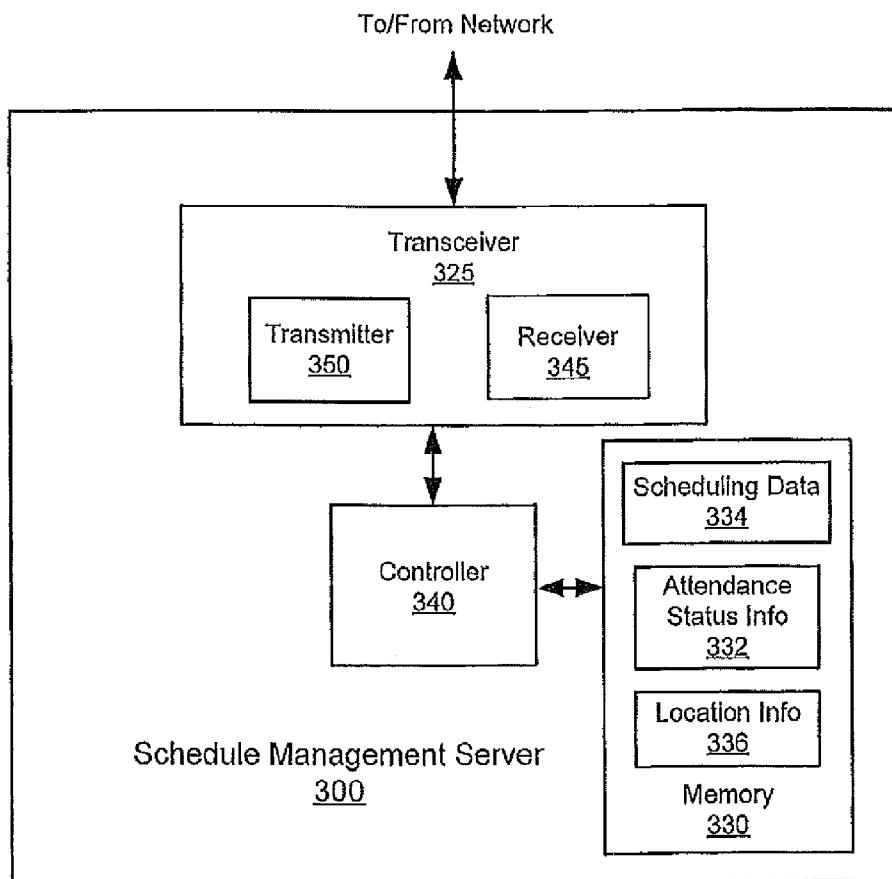 To/From Network
Transceiver
325
Transmitter
350
Receiver
345
Controller
340
Scheduling Data
334
Attendance
Status Info
332
Location Info
336
Memory
330
Schedule Management Server
300